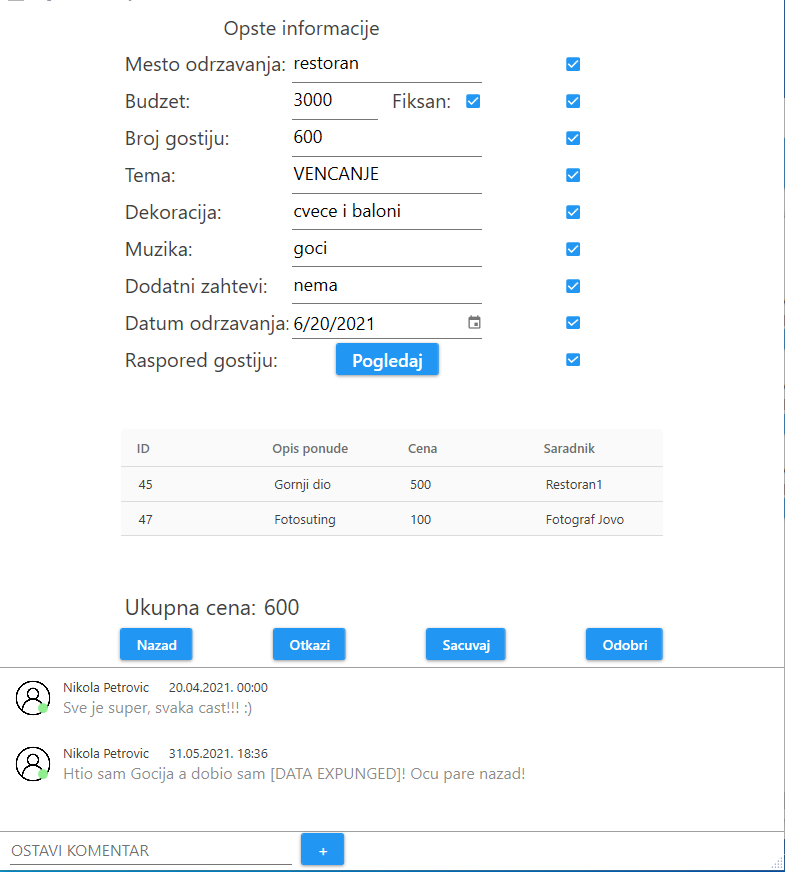 Opste informacije
Mesto odrzavanja: restoran
Budzet: 3000 Fiksan:
Broj gostiju: 600
Tema: VENCANJE
Dekoracija: cvece i baloni
Muzika: goci
Dodatni zahtevi: nema
Datum odrzavanja: 6/20/2021
Raspored gostiju: Pogledaj
ID Opis ponude Cena Saradnik
45 Gornji dio 500 Restoran1
47 Fotosuting 100 Fotograf Jovo
Ukupna cena: 600
Nazad Otkazi Sacuvaj Odobri
Nikola Petrovic 20.04.2021. 00:00
Sve je super, svaka cast!!! :)
Nikola Petrovic 31.05.2021. 18:36
Htio sam Gocija a dobio sam [DATA EXPUNGED]! Ocu pare nazad!
OSTAVI KOMENTAR +